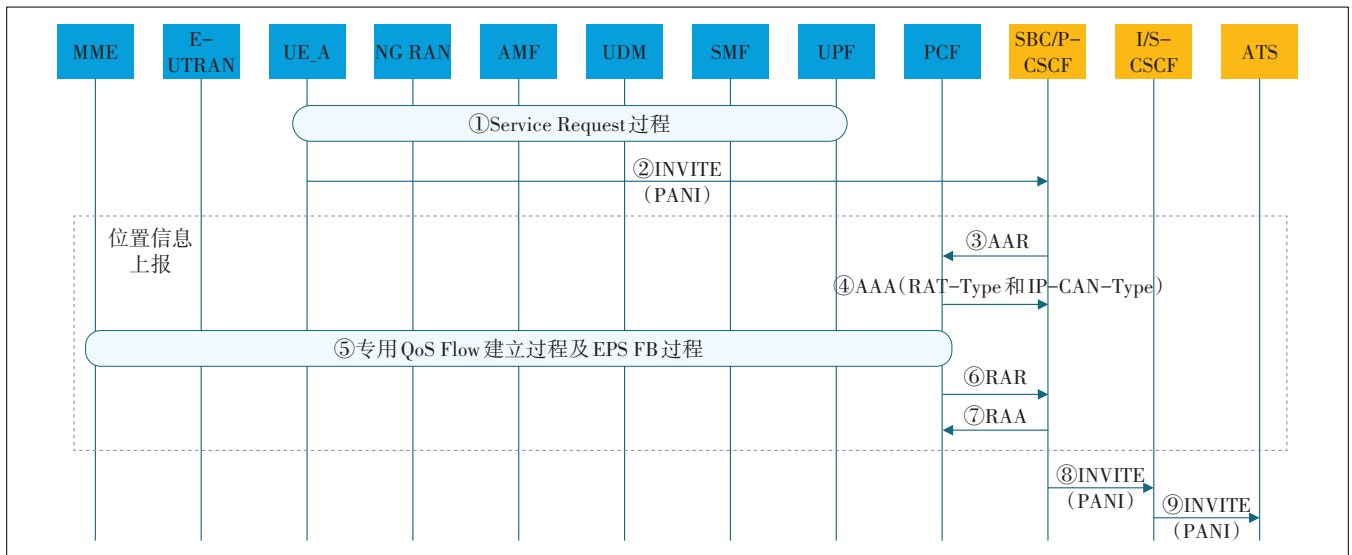 MME
E-
UTRAN
UE_A
NG RAN
AMF
UDM
SMF
UPF
PCF
SBC/P-
CSCF
I/S-
CSCF
ATS
①Service Request过程
②INVITE
（PANI）
位置信息
上报
③AAR
④AAA（RAT-Type和IP-CAN-Type）
⑤专用QoS Flow建立过程及EPS FB过程
⑥RAR
⑦RAA
⑧INVITE
（PANI）
⑨INVITE
（PANI）